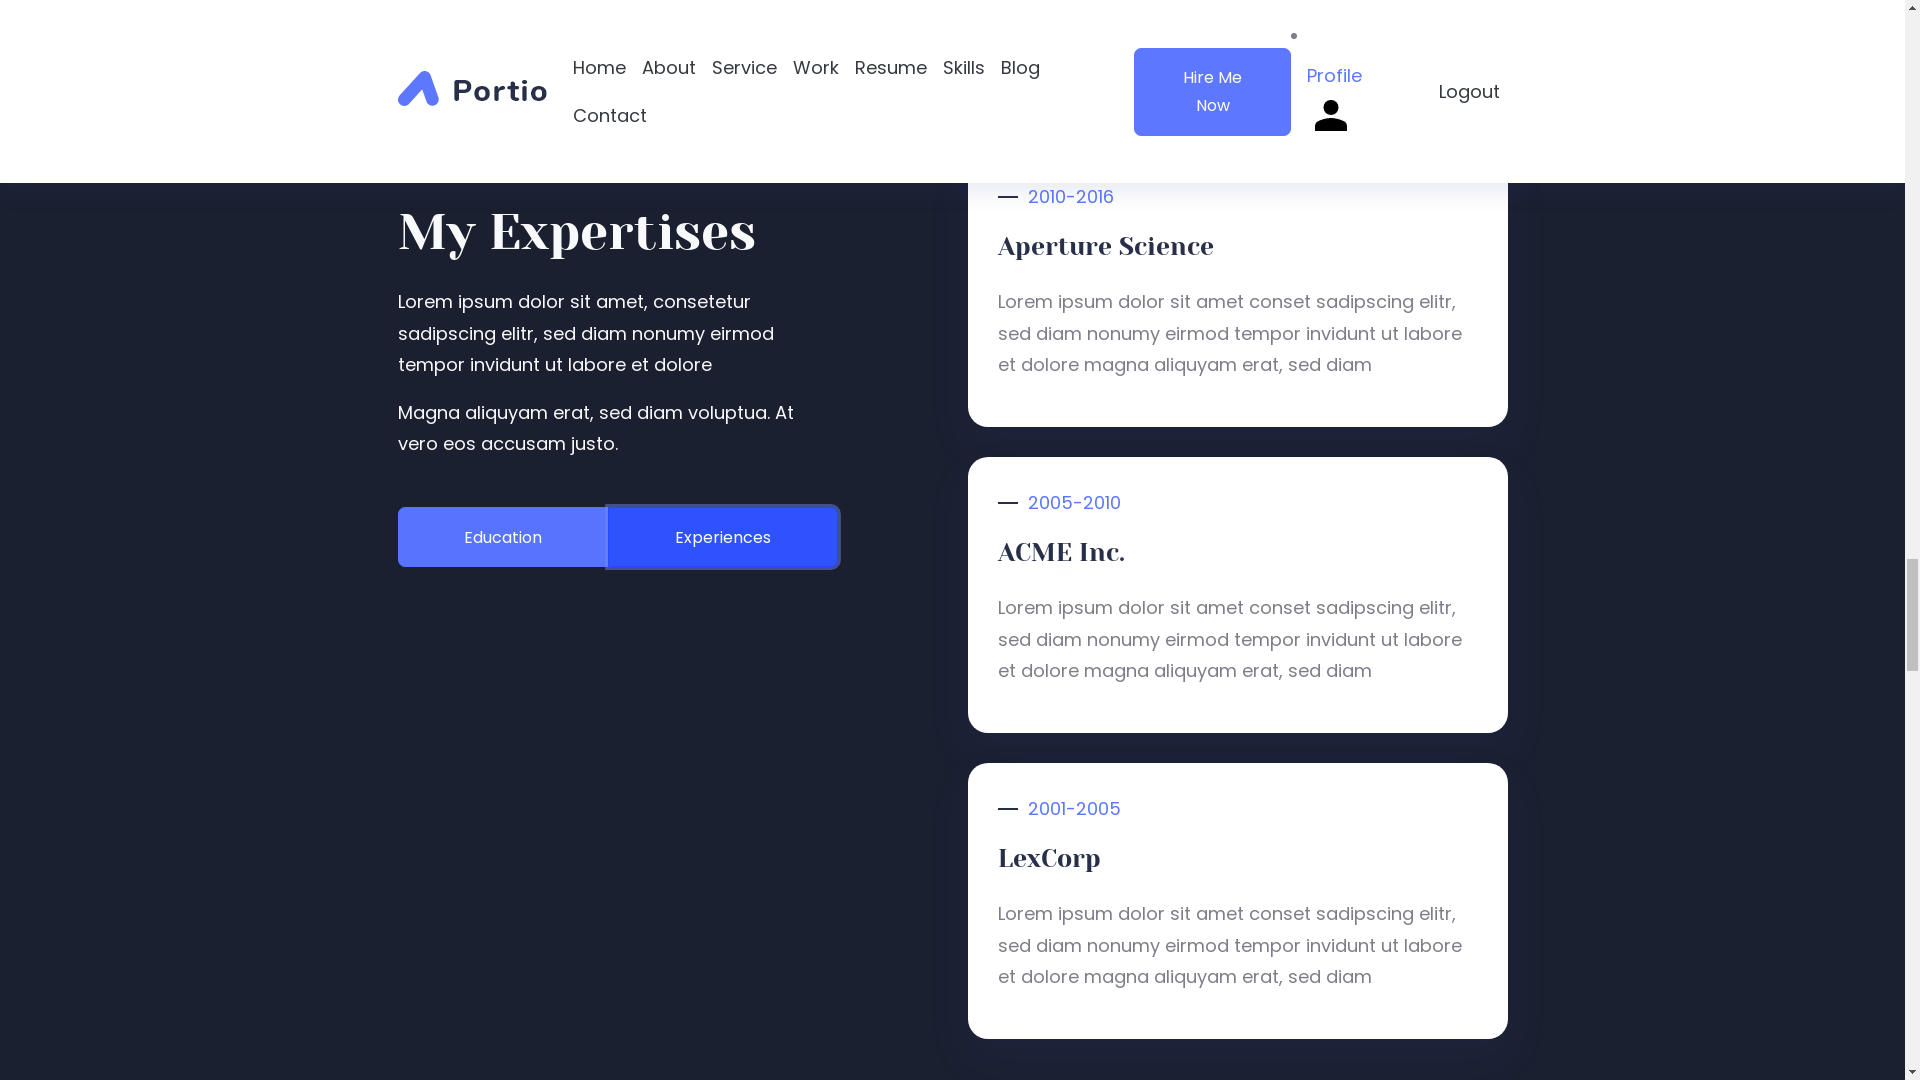 Portio
Home About Service Work Resume Skills Blog
Contact
Hire Me
Now
Profile
Logout
My Expertises
Lorem ipsum dolor sit amet, consetetur
sadipscing elitr, sed diam nonumy eirmod
tempor invidunt ut labore et dolore
Magna aliquyam erat, sed diam voluptua. At
vero eos accusam justo.
Education
Experiences
2010-2016
Aperture Science
Lorem ipsum dolor sit amet conset sadipscing elitr,
sed diam nonumy eirmod tempor invidunt ut labore
et dolore magna aliquyam erat, sed diam
2005-2010
ACME Inc.
Lorem ipsum dolor sit amet conset sadipscing elitr,
sed diam nonumy eirmod tempor invidunt ut labore
et dolore magna aliquyam erat, sed diam
2001-2005
LexCorp
Lorem ipsum dolor sit amet conset sadipscing elitr,
sed diam nonumy eirmod tempor invidunt ut labore
et dolore magna aliquyam erat, sed diam